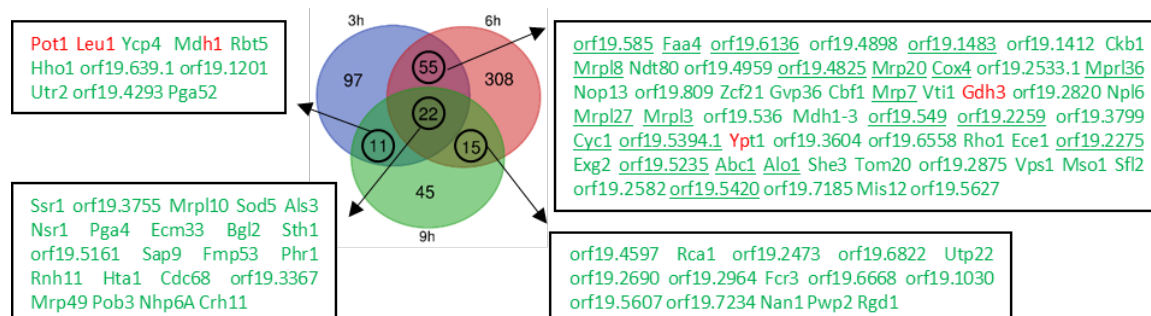 3h
6h
Pot1 Leu1 Ycp4 Mdh1 Rbt5
Hho1 orf19.639.1 orf19.1201
Utr2 orf19.4293 Pga52
97
55
308
22
11
15
45
9h
orf19.585 Faa4 orf19.6136 orf19.4898 orf19.1483 orf19.1412 Ckb1
Mrpl8 Ndt80 orf19.4959 orf19.4825 Mrp20 Cox4 orf19.2533.1 Mprl36
Nop13 orf19.809 Zcf21 Gvp36 Cbf1 Mrp7 Vti1 Gdh3 orf19.2820 Npl6
Mrpl27 Mrpl3 orf19.536 Mdh1-3 orf19.549 orf19.2259 orf19.3799
Cyc1 orf19.5394.1 Ypt1 orf19.3604 orf19.6558 Rho1 Ece1 orf19.2275
Exg2 orf19.5235 Abc1 Alo1 She3 Tom20 orf19.2875 Vps1 Mso1 Sfl2
orf19.2582 orf19.5420 orf19.7185 Mis12 orf19.5627
Ssr1 orf19.3755 Mrpl10 Sod5 Als3
Nsr1 Pga4 Ecm33 Bgl2 Sth1
orf19.5161 Sap9 Fmp53 Phr1
Rnh11 Hta1 Cdc68 orf19.3367
Mrp49 Pob3 Nhp6A Crh11
orf19.4597 Rca1 orf19.2473 orf19.6822 Utp22
orf19.2690 orf19.2964 Fcr3 orf19.6668 orf19.1030
orf19.5607 orf19.7234 Nan1 Pwp2 Rgd1